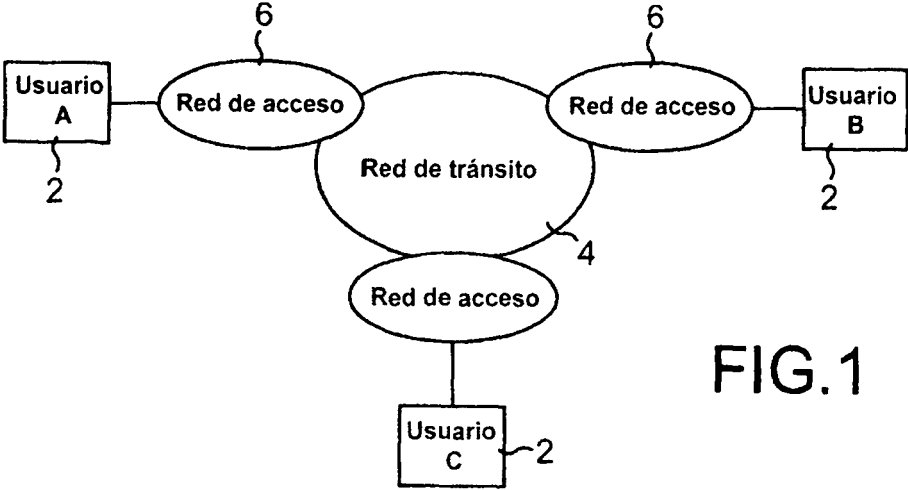 6
6
Usuario
A
Red de acceso
Red de acceso
Usuario
B
2
Red de tránsito
2
4
Red de acceso
FIG.1
Usuario
C
2